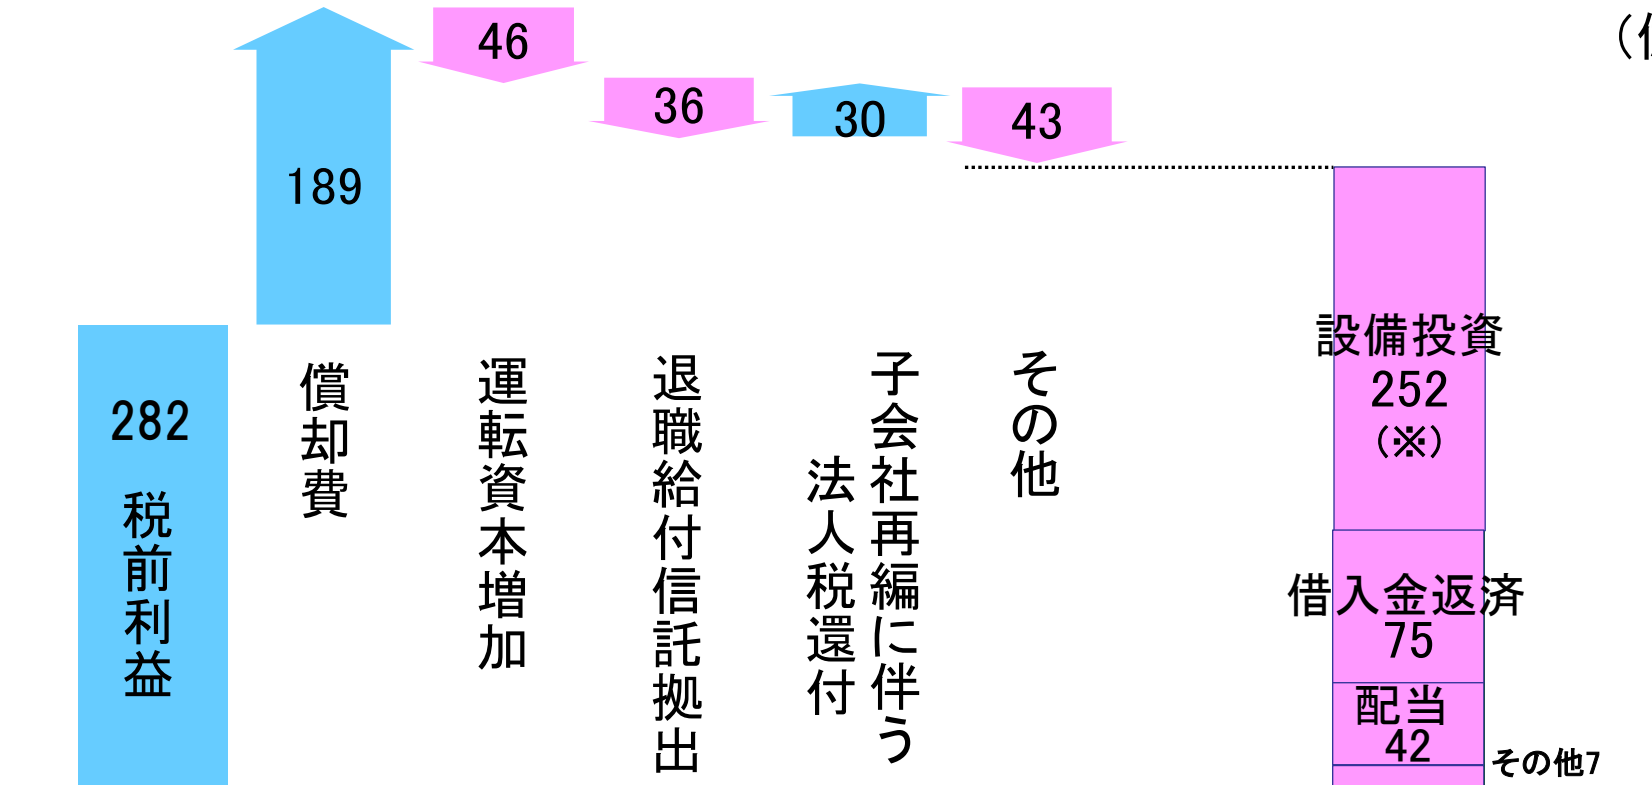 46
36
30
43
189
282
税前利益
償却費
運転資本増加
退職給付信託拠出
子会社再編に伴う
法人税還付
その他
設備投資
252
(※)
借入金返済
75
配当
42
その他7